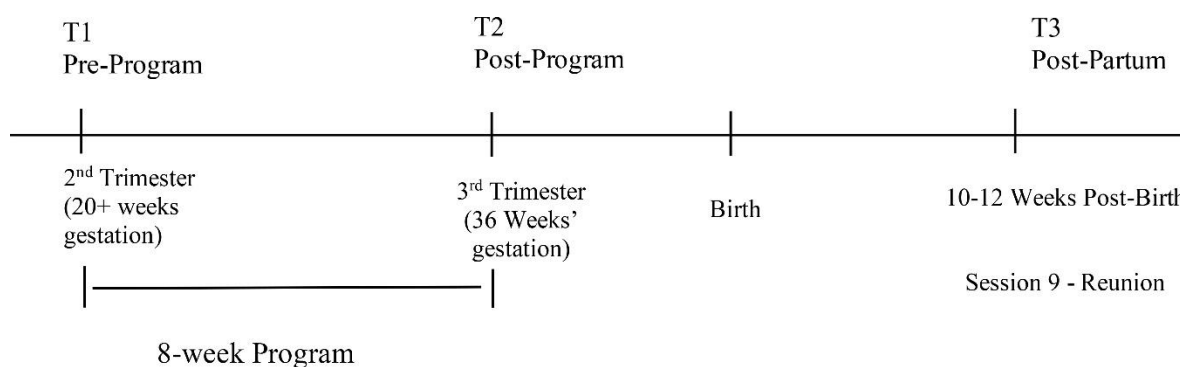 T1
Pre-Program
T2
Post-Program
T3
Post-Partum
2nd Trimester
(20+ weeks
gestation)
3rd Trimester
(36 Weeks’
gestation)
Birth
10-12 Weeks Post-Birth
Session 9 - Reunion
8-week Program